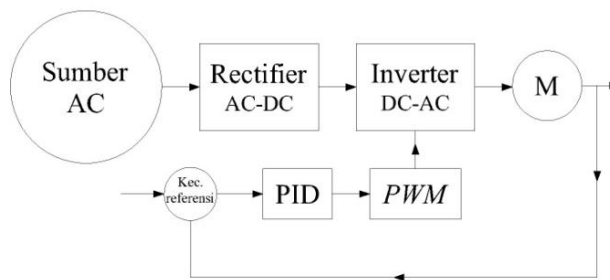 Sumber
AC
Rectifier
AC-DC
Inverter
DC-AC
M
Kec.
referensi
PID
PWM